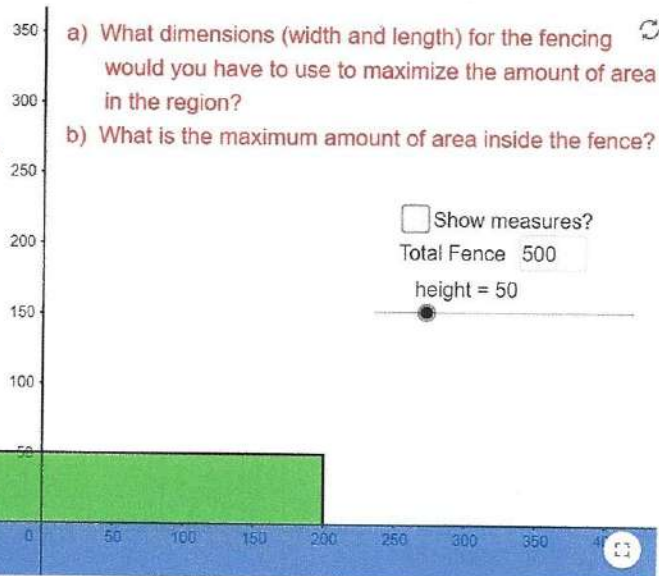 350
a) What dimensions (width and length) for the fencing
would you have to use to maximize the amount of area
in the region?
300
b) What is the maximum amount of area inside the fence?
250
Show measures?
200
Total Fence 500
height = 50
150
100
50
0 50 100 150 200 250 300 350